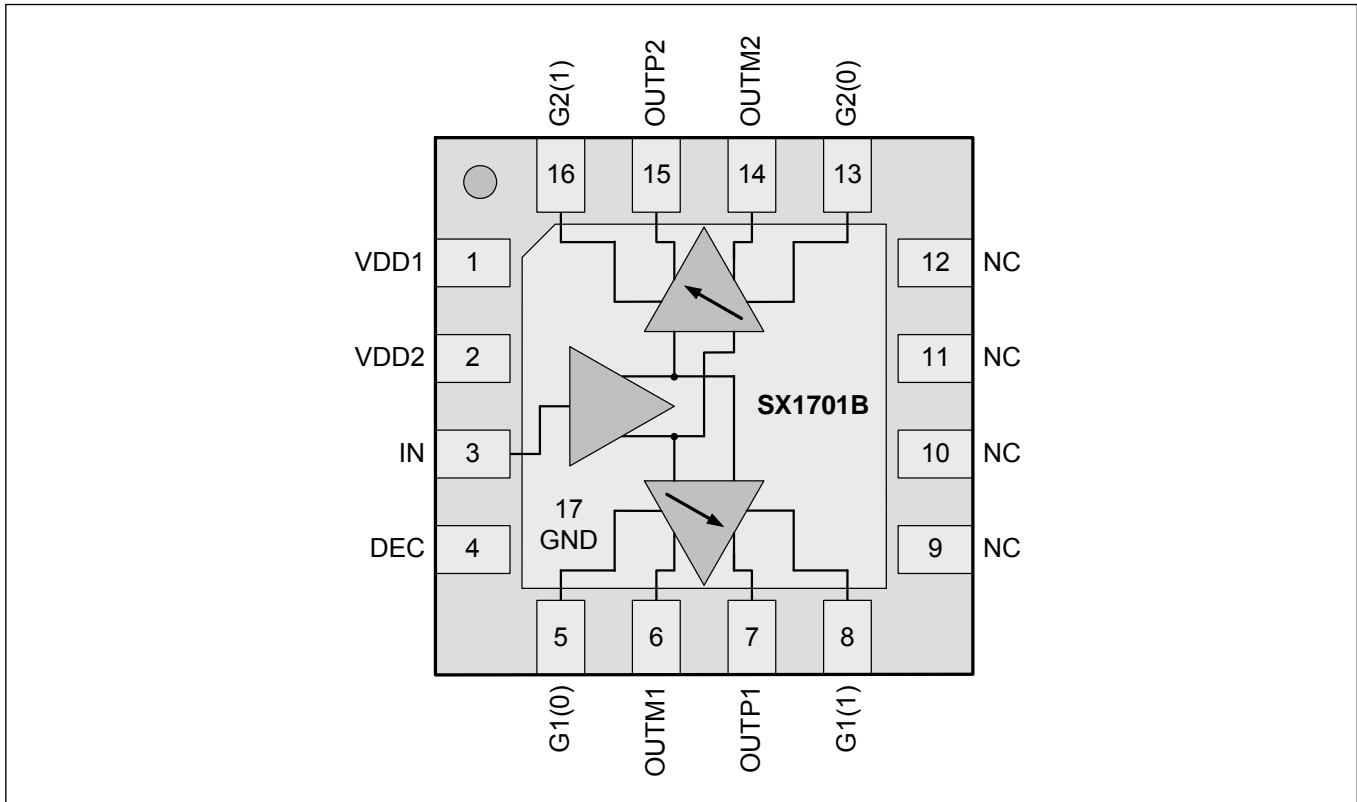 G2(1)
OUTP2
OUTM2
G2(0)
16
15
14
13
VDD1
1
12
NC
VDD2
2
11
NC
SX1701B
IN
3
10
NC
17
GND
DEC
4
9
NC
5
6
7
8
G1(0)
OUTM1
OUTP1
G1(1)